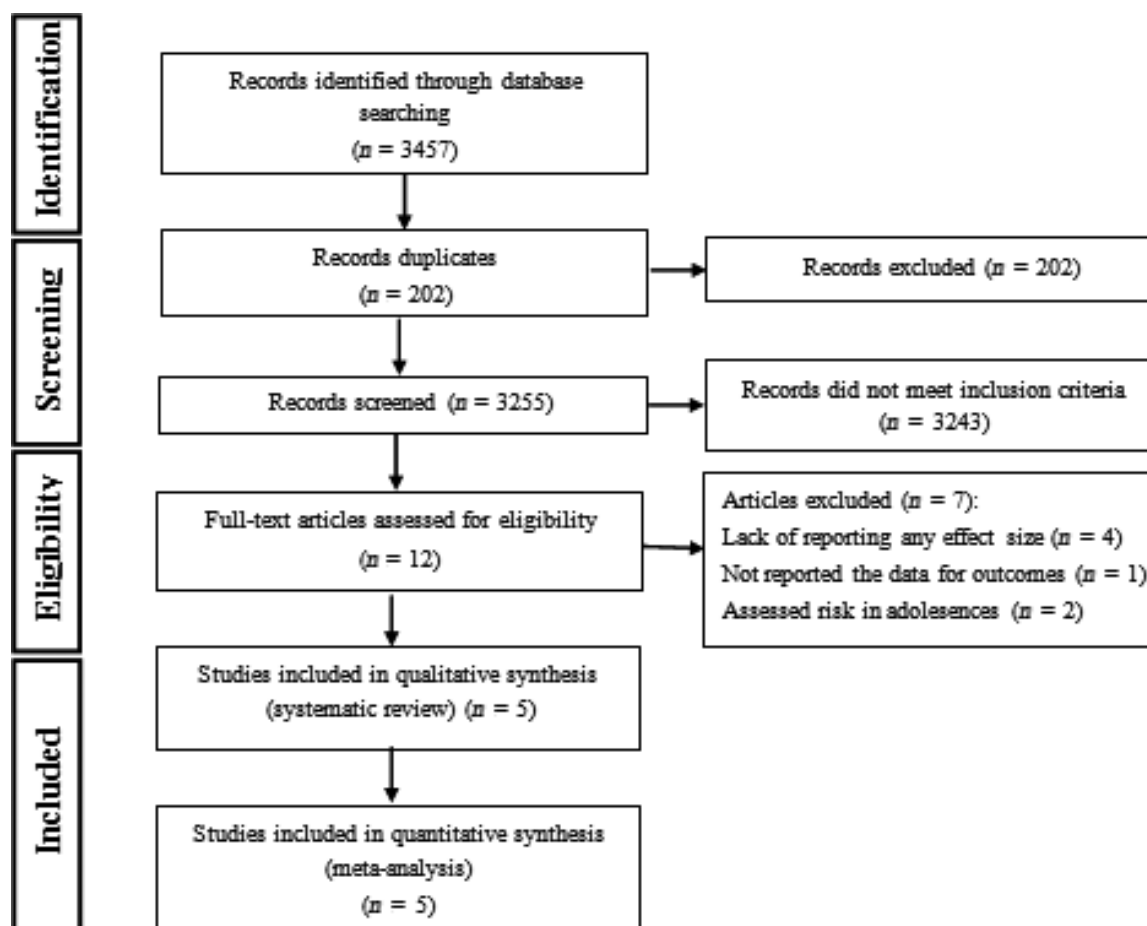 Identification
Records identified through database
searching
(n = 3457)
Screening
Records duplicates
(n = 202)
Records excluded (n = 202)
Records screened (n = 3255)
Records did not meet inclusion criteria
(n = 3243)
Eligibility
Full-text articles assessed for eligibility
(n = 12)
Articles excluded (n = 7):
Lack of reporting any effect size (n = 4)
Not reported the data for outcomes (n = 1)
Assessed risk in adolesences (n = 2)
Included
Studies included in qualitative synthesis
(systematic review) (n = 5)
Studies included in quantitative synthesis
(meta-analysis)
(n = 5)